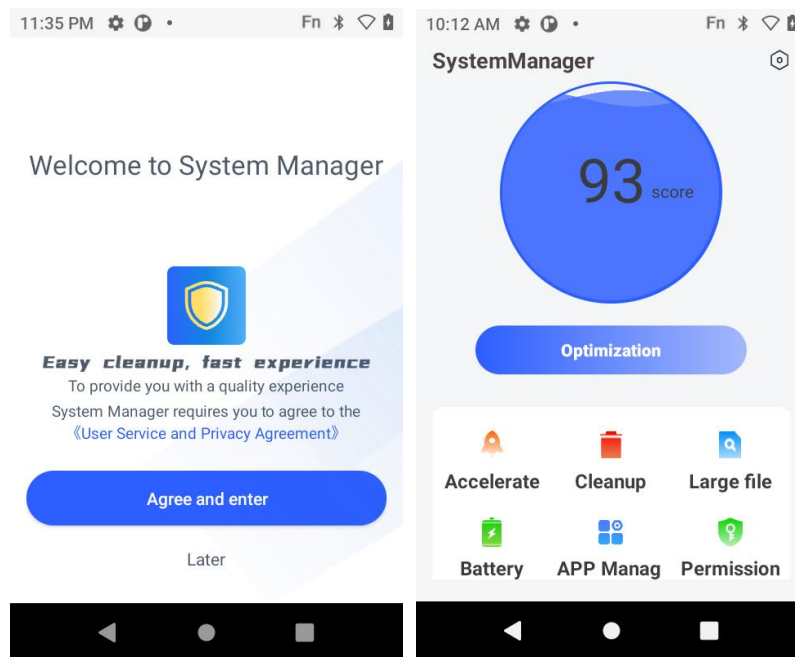 11:35 PM
Fn
Welcome to System Manager
Easy cleanup, fast experience
To provide you with a quality experience
System Manager requires you to agree to the
《User Service and Privacy Agreement》
Agree and enter
Later
10:12 AM
Fn
SystemManager
93 score
Optimization
Accelerate Cleanup Large file
Battery APP Manag Permission